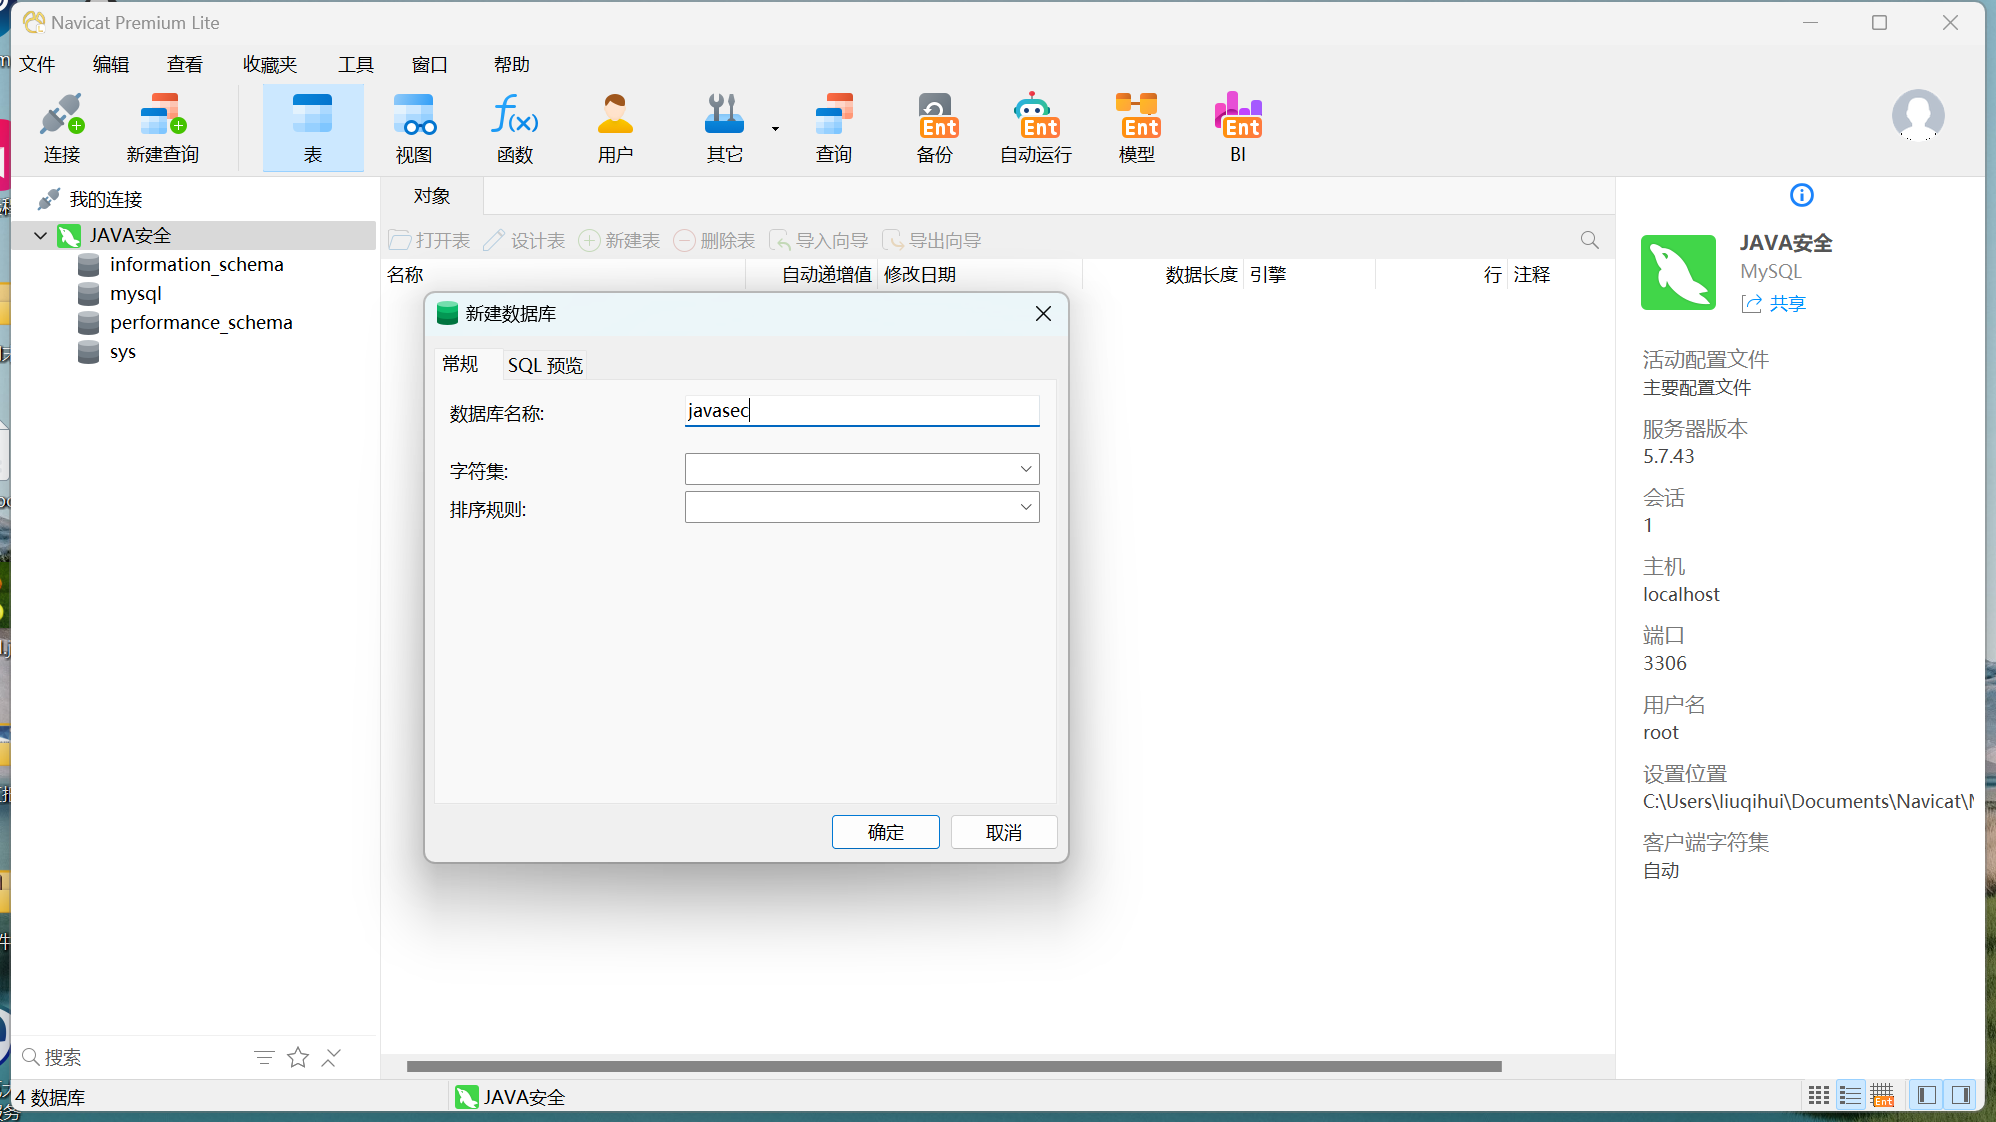 Navicat Premium Lite
文件 编辑 查看 收藏夹 工具 窗口 帮助
Ent Ent Ent Ent
连接 新建查询 表 视图 函数 用户 其它 查询 备份 自动运行 模型 BI
我的连接
JAVA安全
information_schema
mysql
performance_schema
sys
搜索
对象
打开表 设计表 新建表 删除表 导入向导 导出向导
名称 自动递增值 修改日期 数据长度 引擎 行 注释
新建数据库
常规 SQL 预览
数据库名称: javasec
字符集:
排序规则:
确定 取消
JAVA安全
MySQL
共享
活动配置文件
主要配置文件
服务器版本
5.7.43
会话
1
主机
localhost
端口
3306
用户名
root
设置位置
C:\Users\liuqihui\Documents\Navicat\
客户端字符集
自动
4 数据库 JAVA安全
Ent